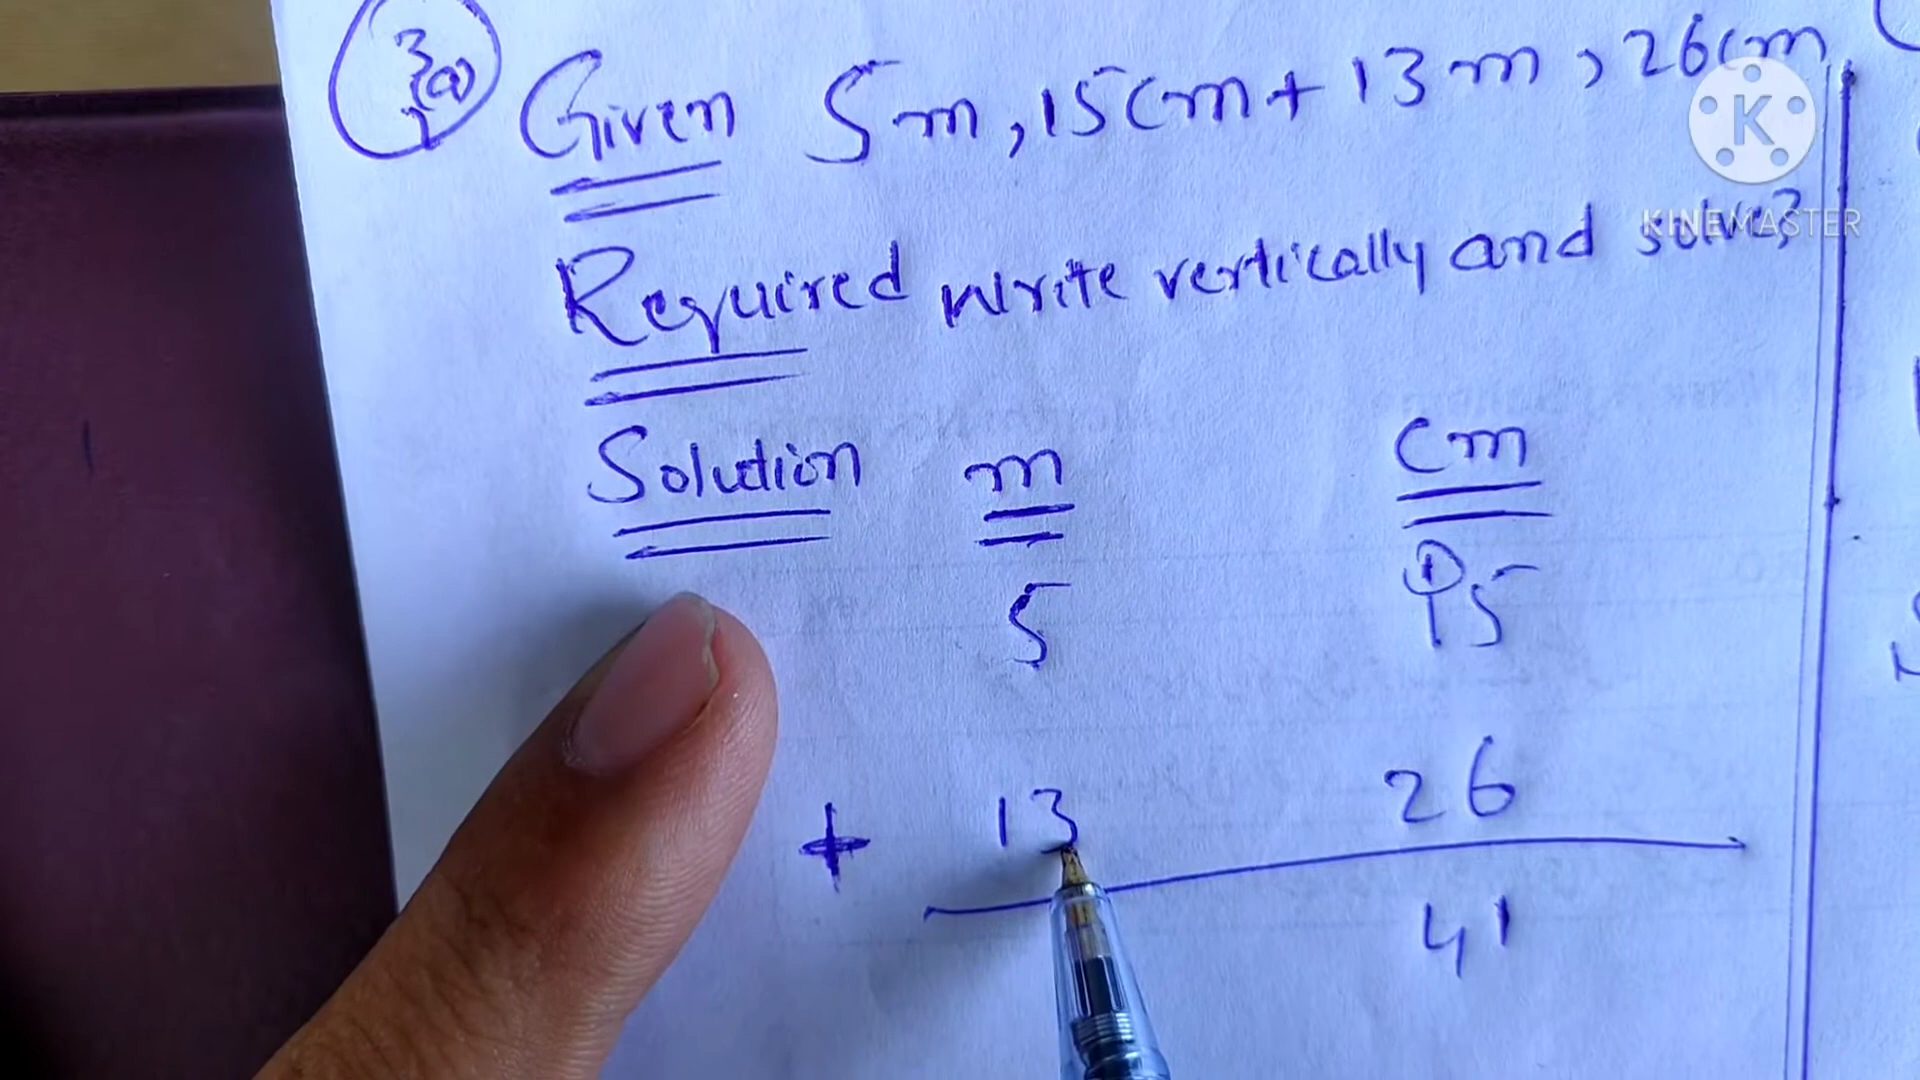 3(a) Given 5m, 15cm + 13m, 26cm
Required write vertically and solve?
Solution m cm
1
5 15
+ 13 26
41
K
KINEMASTER